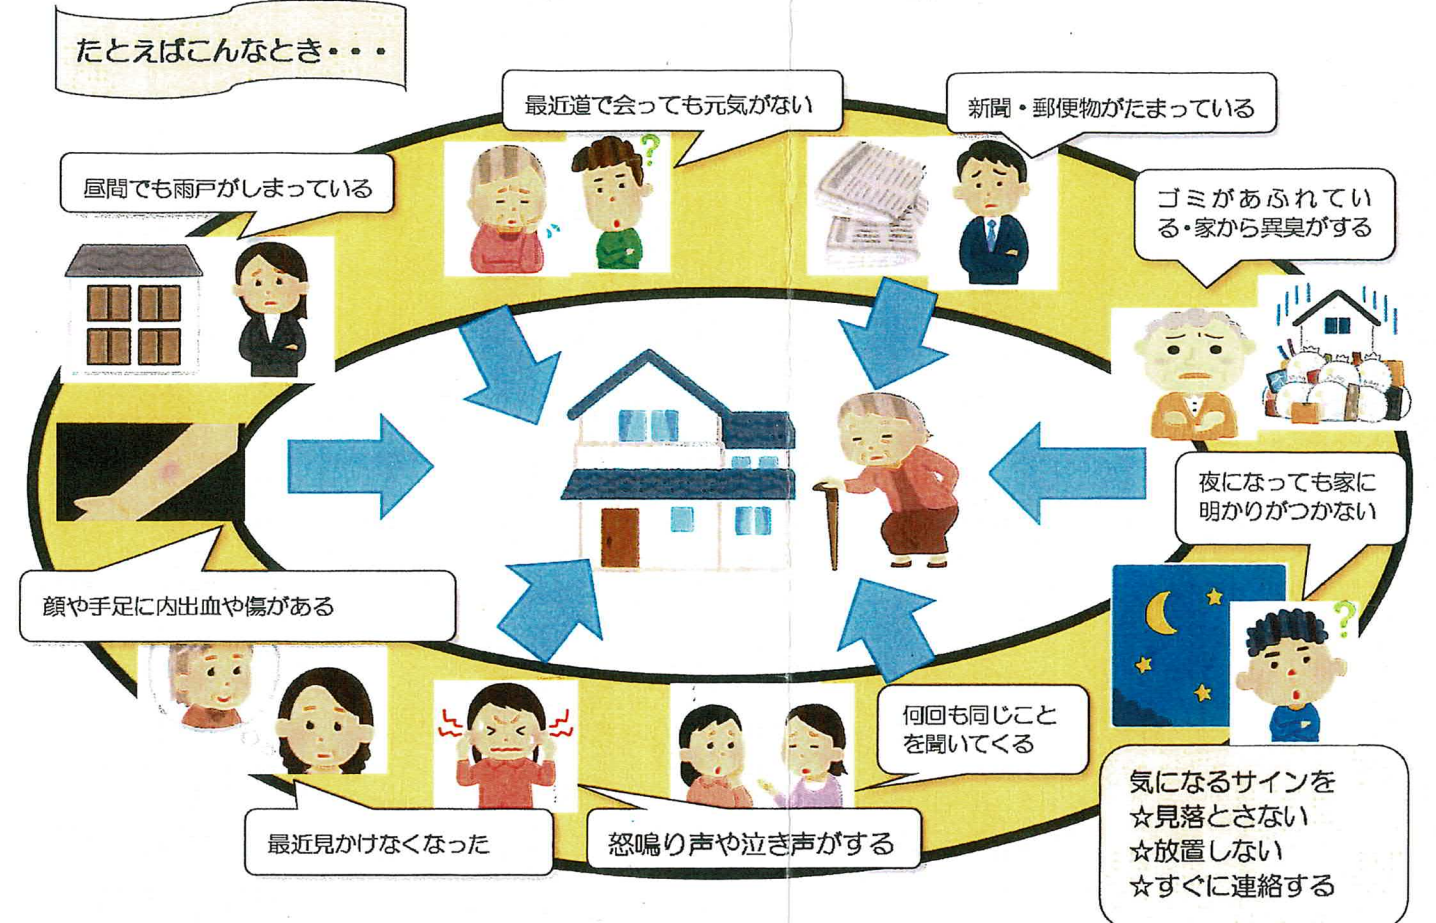 たとえばこんなとき・・・
最近道で会っても元気がない
新聞・郵便物がたまっている
昼間でも雨戸がしまっている
ゴミがあふれてい
る・家から異臭がする
夜になっても家に
明かりがつかない
顔や手足に内出血や傷がある
何回も同じこと
を聞いてくる
最近見かけなくなった
怒鳴り声や泣き声がする
気になるサインを
☆見落とさない
☆放置しない
☆すぐに連絡する